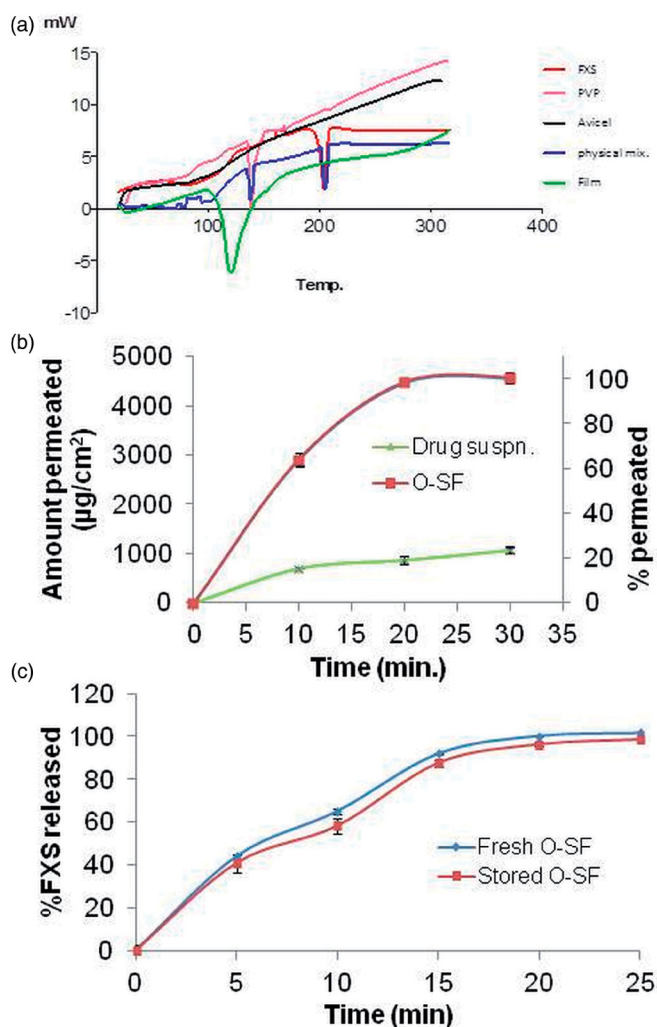 (a)
mW
15
10
5
0
-5
-10
100
200
300
400
Temp.
FXS
PVP
Avicel
physical mix.
Film
(b)
Amount permeated
(µg/cm²)
5000
4000
3000
2000
1000
0
Drug suspn.
O-SF
100
80
60
40
20
0
% permeated
0 5 10 15 20 25 30 35
Time (min.)
(c)
%FXS released
120
100
80
60
40
20
0
Fresh O-SF
Stored O-SF
0 5 10 15 20 25
Time (min)